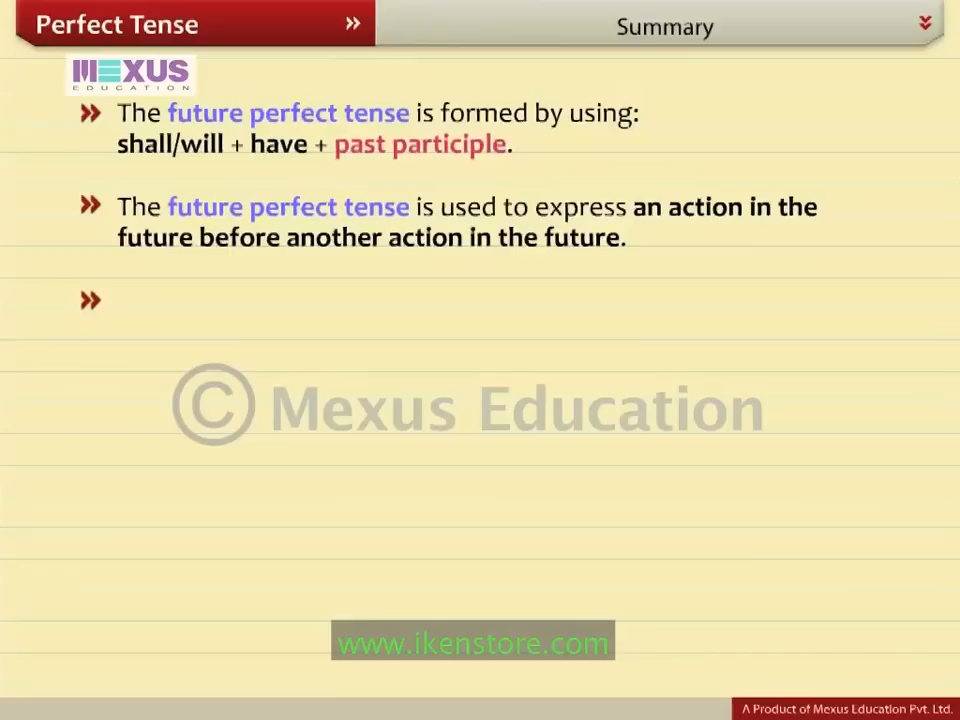 Perfect Tense »
Summary
MEXUS
EDUCATION
» The future perfect tense is formed by using:
shall/will + have + past participle.
» The future perfect tense is used to express an action in the
future before another action in the future.
»
© Mexus Education
www.ikenstore.com
A Product of Mexus Education Pvt. Ltd.